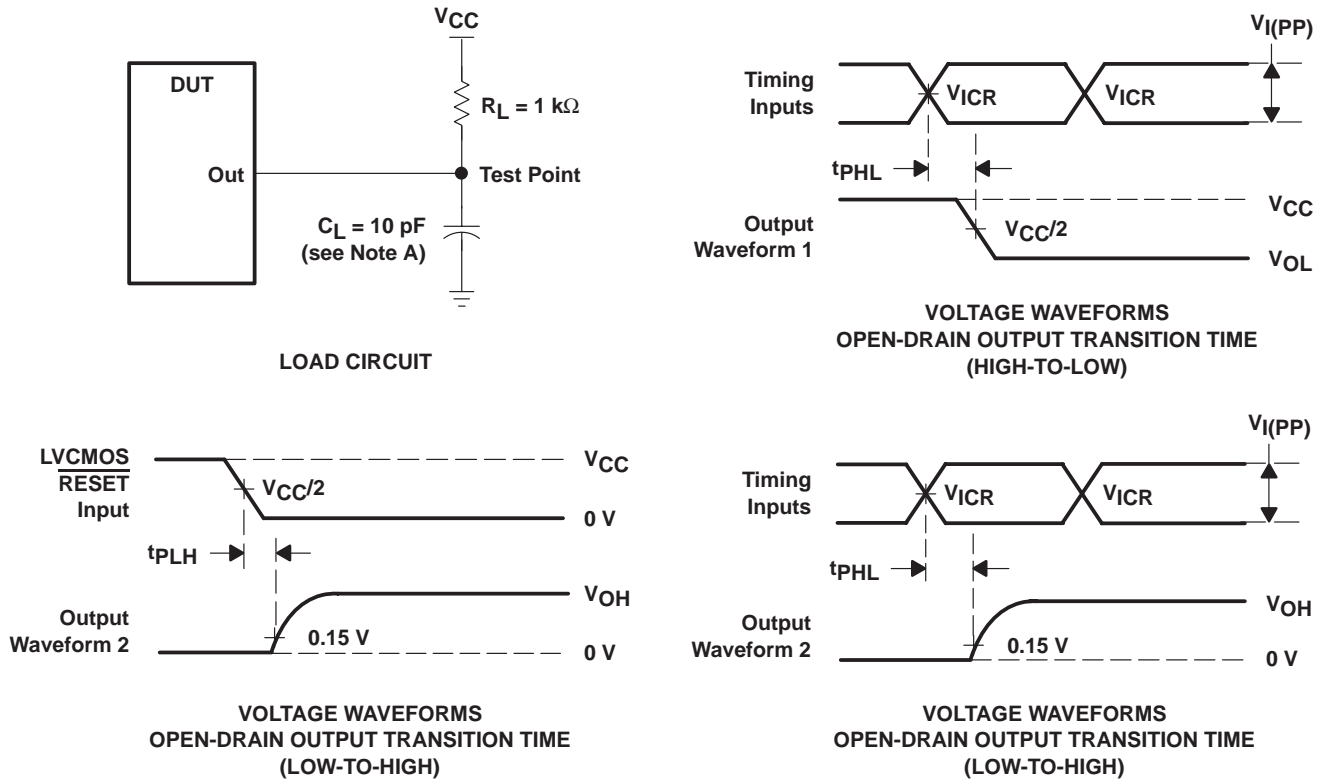 VCC
DUT
RL = 1 kΩ
Out
Test Point
CL = 10 pF
(see Note A)
LOAD CIRCUIT
VI(PP)
Timing
Inputs
VICR
VICR
tPHL
VCC
Output
Waveform 1
VCC/2
VOL
VOLTAGE WAVEFORMS
OPEN-DRAIN OUTPUT TRANSITION TIME
(HIGH-TO-LOW)
LVCMOS
RESET
Input
VCC
VCC/2
0 V
tPLH
VOH
Output
Waveform 2
0.15 V
0 V
VOLTAGE WAVEFORMS
OPEN-DRAIN OUTPUT TRANSITION TIME
(LOW-TO-HIGH)
VI(PP)
Timing
Inputs
VICR
VICR
tPHL
VOH
Output
Waveform 2
0.15 V
0 V
VOLTAGE WAVEFORMS
OPEN-DRAIN OUTPUT TRANSITION TIME
(LOW-TO-HIGH)